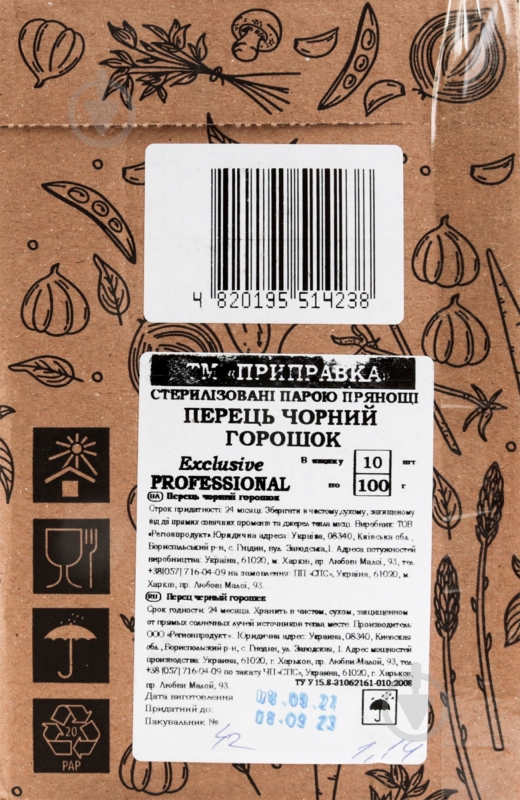 4 820195 514238
ТМ «ПРИПРАВКА»
СТЕРИЛІЗОВАНІ ПАРОЮ ПРЯНОЩІ
ПЕРЕЦЬ ЧОРНИЙ
ГОРОШОК
Exclusive В ящику 10 шт
PROFESSIONAL по 100 г
UA Перець чорний горошок
Строк придатності: 24 місяці. Зберігати в чистому, сухому, захищеному
від дії прямих сонячних променів та джерел тепла місці. Виробник: ТОВ
«Регіонпродукт» Юридична адреса: Україна, 08340, Київська обл.,
Бориспільський р-н, с. Гнідин, вул. Заводська,1. Адреса потужностей
виробництва: Україна, 61020, м. Харків, пр. Любові Малої, 93, тел.
+38(057) 716-04-09 на замовлення: ПП «СПС», Україна, 61020, м.
Харків, пр. Любові Малої, 93.
RU Перец черный горошек
Срок годности: 24 месяца. Хранить в чистом, сухом, защищенном
от прямых солнечных лучей источников тепла месте. Производитель:
ООО «Регионпродукт». Юридична адрес: Украина, 08340, Киевская
обл., Бориспольский р-н, с. Гнидин, ул. Заводская, 1. Адрес мощностей
производства: Украина, 61020, г. Харьков, пр. Любви-Малой, 93, тел.
+38 (057) 716-04-09 по заказу ЧП «СПС», Украина, 61020, г. Харьков,
пр. Любви Малой, 93.
ТУ У 15.8-31062161-010:2008
Дата виготовлення 08.09.21
Придатний до: 08.09.23
Пакувальник № 42
1,14
20
PAP